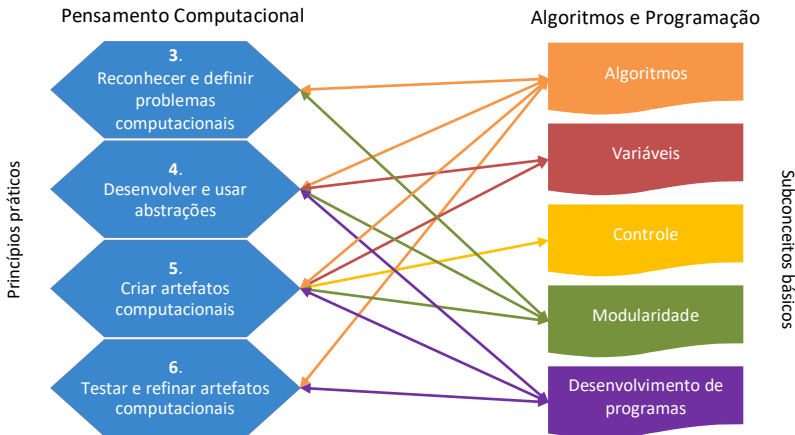 Pensamento Computacional
Algoritmos e Programação
Princípios práticos
3.
Reconhecer e definir
problemas
computacionais
4.
Desenvolver e usar
abstrações
5.
Criar artefatos
computacionais
6.
Testar e refinar artefatos
computacionais
Algoritmos
Variáveis
Controle
Modularidade
Desenvolvimento de
programas
Subconceitos básicos